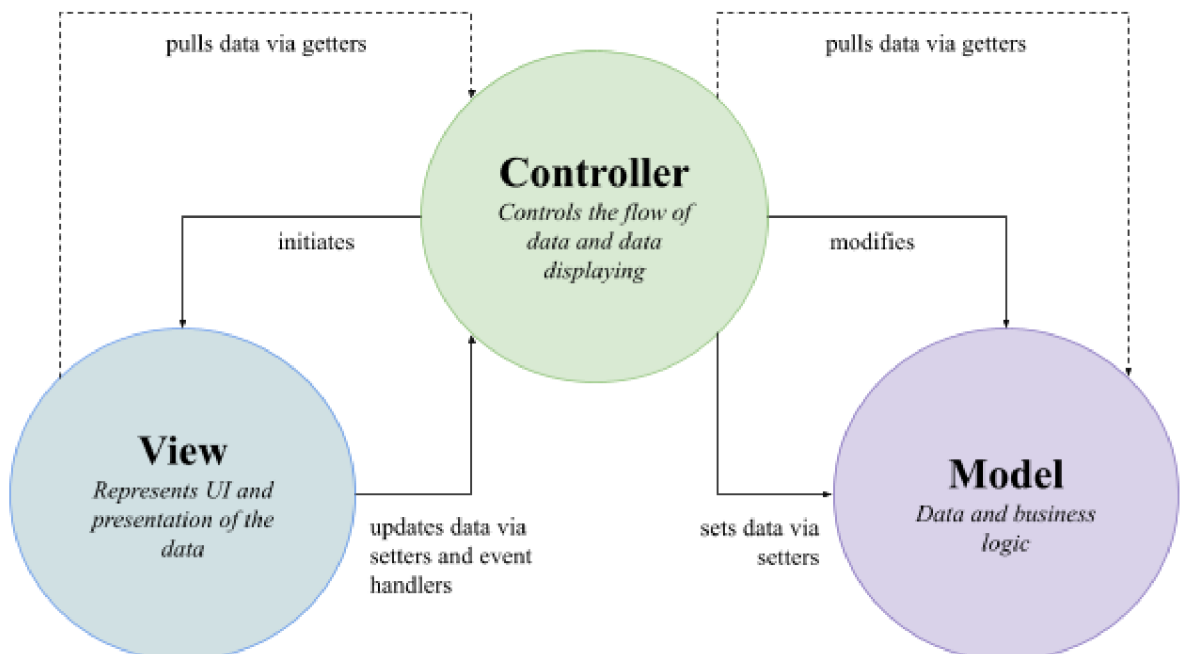 pulls data via getters
pulls data via getters
Controller
Controls the flow of
data and data
displaying
initiates
modifies
View
Represents UI and
presentation of the
data
updates data via
setters and event
handlers
sets data via
setters
Model
Data and business
logic